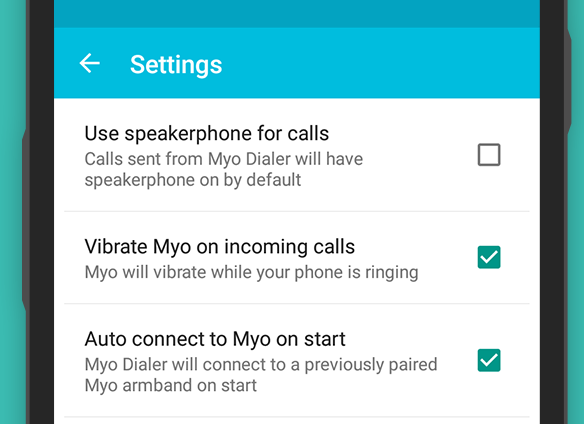 Settings
Use speakerphone for calls
Calls sent from Myo Dialer will have
speakerphone on by default
Vibrate Myo on incoming calls
Myo will vibrate while your phone is ringing
Auto connect to Myo on start
Myo Dialer will connect to a previously paired
Myo armband on start